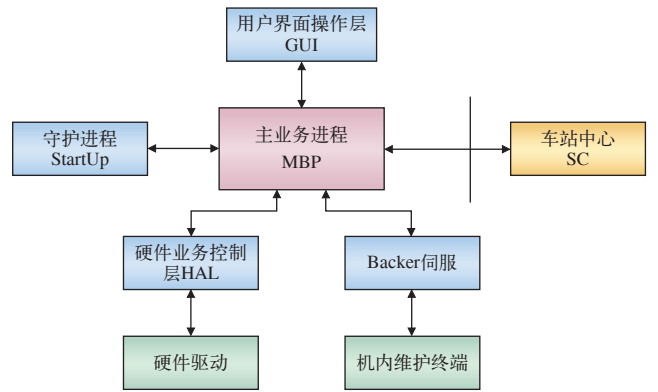 用户界面操作层
GUI
守护进程
StartUp
主业务进程
MBP
车站中心
SC
硬件业务控制
层HAL
Backer伺服
硬件驱动
机内维护终端